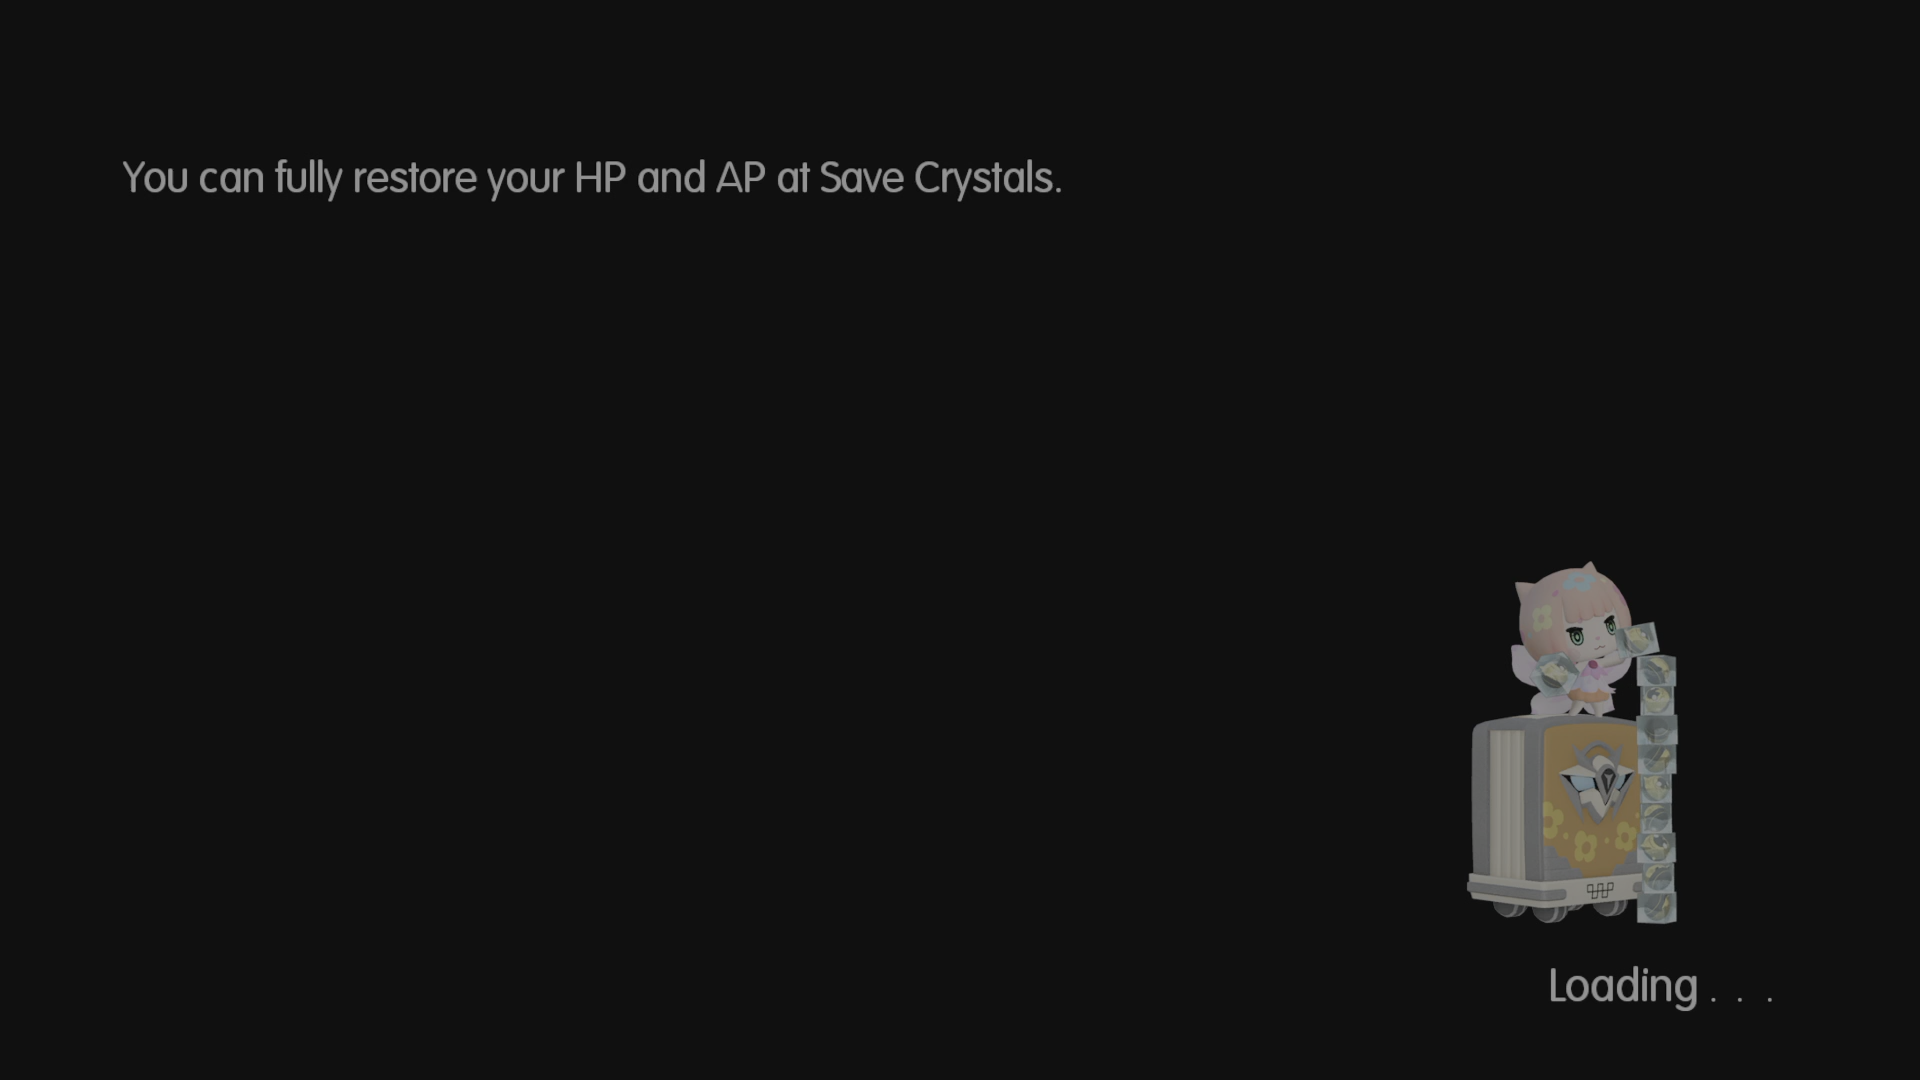 You can fully restore your HP and AP at Save Crystals.
Loading . . .